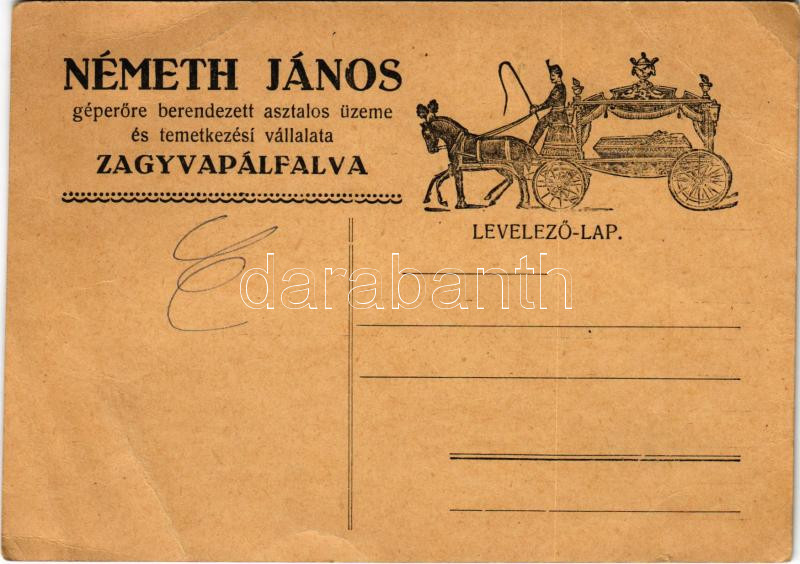 NÉMETH JÁNOS
géperőre berendezett asztalos üzeme
és temetkezési vállalata
ZAGYVAPÁLFALVA
LEVELEZŐ-LAP.
darabanth